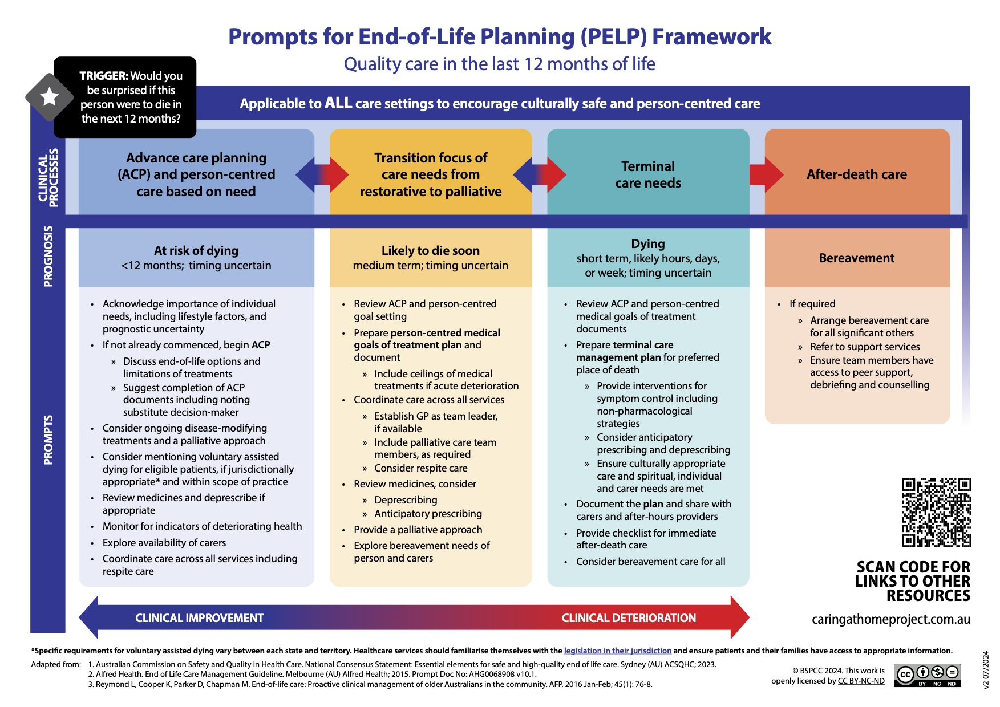 Prompts for End-of-Life Planning (PELP) Framework
Quality care in the last 12 months of life
TRIGGER: Would you
be surprised if this
person were to die in
the next 12 months?
Applicable to ALL care settings to encourage culturally safe and person-centred care
CLINICAL
PROCESSES
Advance care planning
(ACP) and person-centred
care based on need
Transition focus of
care needs from
restorative to palliative
Terminal
care needs
After-death care
PROGNOSIS
At risk of dying
<12 months; timing uncertain
Likely to die soon
medium term; timing uncertain
Dying
short term, likely hours, days,
or week; timing uncertain
Bereavement
PROMPTS
• Acknowledge importance of individual
needs, including lifestyle factors, and
prognostic uncertainty
• If not already commenced, begin ACP
» Discuss end-of-life options and
limitations of treatments
» Suggest completion of ACP
documents including noting
substitute decision-maker
• Consider ongoing disease-modifying
treatments and a palliative approach
• Consider mentioning voluntary assisted
dying for eligible patients, if jurisdictionally
appropriate* and within scope of practice
• Review medicines and deprescribe if
appropriate
• Monitor for indicators of deteriorating health
• Explore availability of carers
• Coordinate care across all services including
respite care
• Review ACP and person-centred
goal setting
• Prepare person-centred medical
goals of treatment plan and
document
» Include ceilings of medical
treatments if acute deterioration
• Coordinate care across all services
» Establish GP as team leader,
if available
» Include palliative care team
members, as required
» Consider respite care
• Review medicines, consider
» Deprescribing
» Anticipatory prescribing
• Provide a palliative approach
• Explore bereavement needs of
person and carers
• Review ACP and person-centred
medical goals of treatment
documents
• Prepare terminal care
management plan for preferred
place of death
» Provide interventions for
symptom control including
non-pharmacological
strategies
» Consider anticipatory
prescribing and deprescribing
» Ensure culturally appropriate
care and spiritual, individual
and carer needs are met
• Document the plan and share with
carers and after-hours providers
• Provide checklist for immediate
after-death care
• Consider bereavement care for all
• If required
» Arrange bereavement care
for all significant others
» Refer to support services
» Ensure team members have
access to peer support,
debriefing and counselling
SCAN CODE FOR
LINKS TO OTHER
RESOURCES
caringathomeproject.com.au
CLINICAL IMPROVEMENT
CLINICAL DETERIORATION
*Specific requirements for voluntary assisted dying vary between each state and territory. Healthcare services should familiarise themselves with the legislation in their jurisdiction and ensure patients and their families have access to appropriate information.
Adapted from: 1. Australian Commission on Safety and Quality in Health Care. National Consensus Statement: Essential elements for safe and high-quality end of life care. Sydney (AU) ACSQHC; 2023.
2. Alfred Health. End of Life Care Management Guideline. Melbourne (AU) Alfred Health; 2015. Prompt Doc No: AHG0068908 v10.1.
3. Reymond L, Cooper K, Parker D, Chapman M. End-of-life care: Proactive clinical management of older Australians in the community. AFP. 2016 Jan-Feb; 45(1): 76-8.
© BSPCC 2024. This work is
openly licensed by CC BY-NC-ND
cc
BY NC ND
v2 07/2024